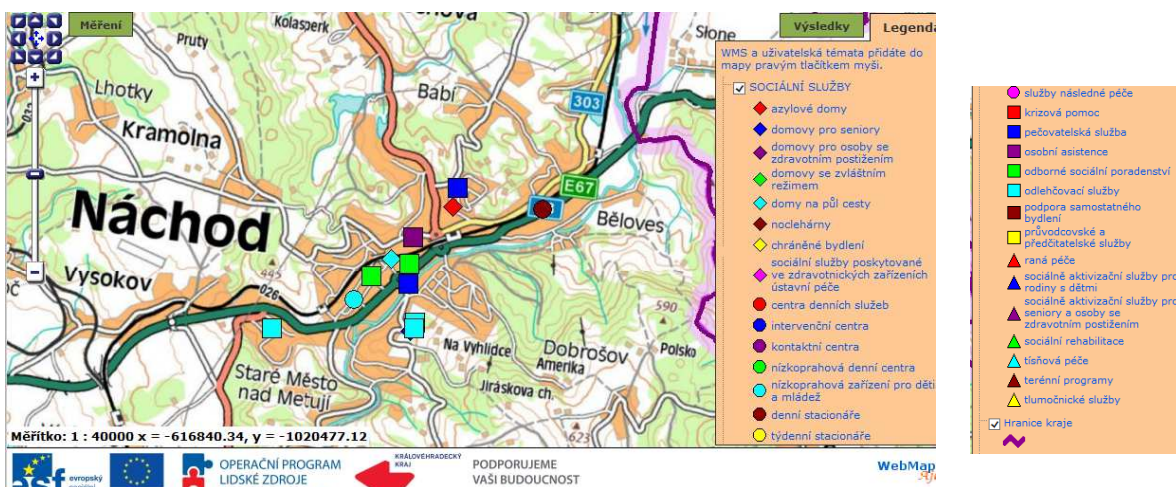 Měření
Kolasperk
Výsledky
Legenda
Pruty
Slone
WMS a uživatelská témata přidáte do
mapy pravým tlačítkem myši.
Lhotky
Babí
303
SOCIÁLNÍ SLUŽBY
azylové domy
domovy pro seniory
domovy pro osoby se
zdravotním postižením
domovy se zvláštním
režimem
domy na půl cesty
noclehárny
chráněné bydlení
sociální služby poskytované
ve zdravotnických zařízeních
ústavní péče
centra denních služeb
intervenční centra
kontaktní centra
nízkoprahová denní centra
nízkoprahová zařízení pro děti
a mládež
denní stacionáře
týdenní stacionáře
Kramolna
E67
Náchod
Běloves
Vysokov
445
026
590
Na Vyhlídce
Dobrošov
Amerika
Polsko
Staré Město
nad Metují
Jiráskova ch.
623
Měřítko: 1 : 40000 x = -616840.34, y = -1020477.12
služby následné péče
krizová pomoc
pečovatelská služba
osobní asistence
odborné sociální poradenství
odlehčovací služby
podpora samostatného
bydlení
průvodcovské a
předčitatelské služby
raná péče
sociálně aktivizační služby pro
rodiny s dětmi
sociálně aktivizační služby pro
seniory a osoby se
zdravotním postižením
sociální rehabilitace
tísňová péče
terénní programy
tlumočnické služby
Hranice kraje
esf evropský
OPERAČNÍ PROGRAM
LIDSKÉ ZDROJE
KRÁLOVÉHRADECKÝ
KRAJ
PODPORUJEME
VAŠI BUDOUCNOST
WebMap